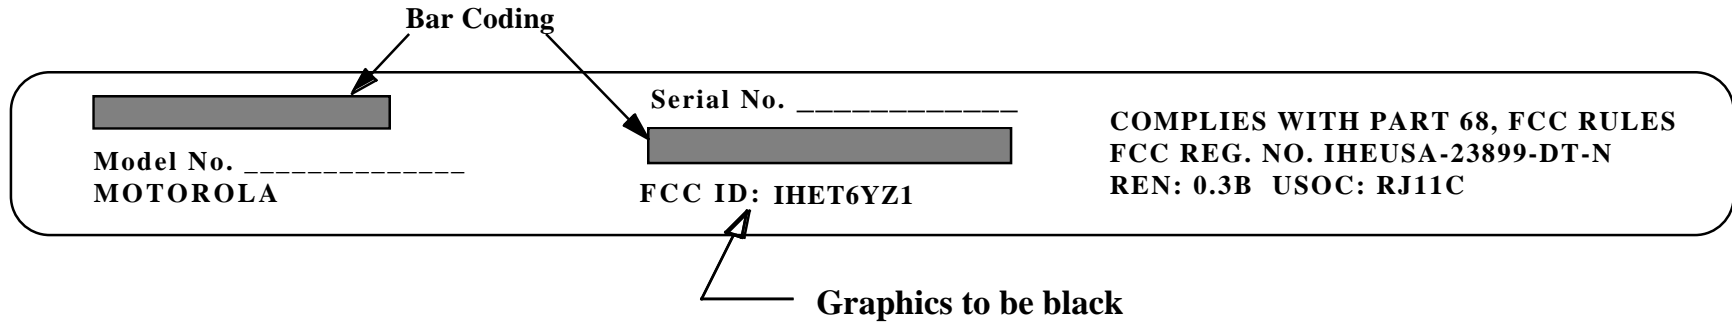 Bar Coding
Model No. ______________
MOTOROLA
Serial No. ______________
FCC ID: IHET6YZ1
COMPLIES WITH PART 68, FCC RULES
FCC REG. NO. IHEUSA-23899-DT-N
REN: 0.3B USOC: RJ11C
Graphics to be black